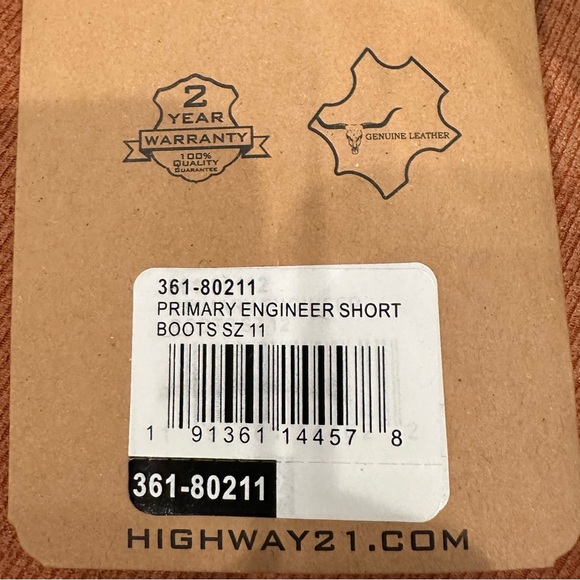 2
YEAR
WARRANTY
100%
QUALITY
GUARANTEE
GENUINE LEATHER
361-80211
PRIMARY ENGINEER SHORT
BOOTS SZ 11
1 91361 14457 8
361-80211
HIGHWAY21.COM